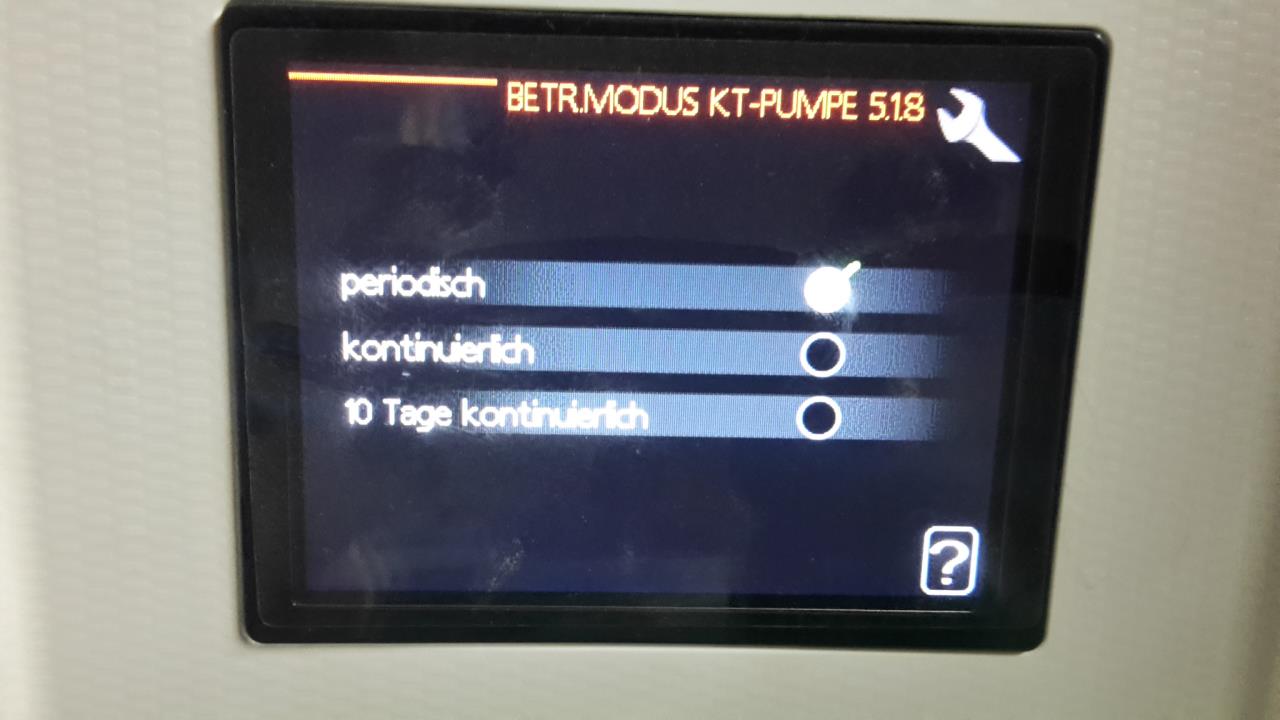 BETR.MODUS KT-PUMPE 5.1.8
periodisch
kontinuierlich
10 Tage kontinuierlich
?